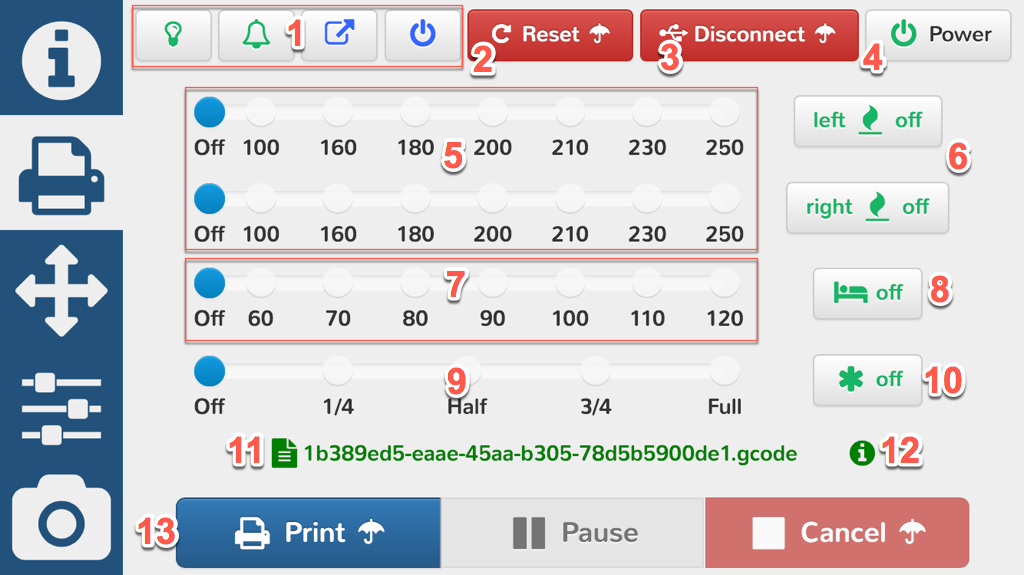 1 2 Reset 3 Disconnect 4 Power
5 left off
Off 100 160 180 200 210 230 250
6
right off
Off 100 160 180 200 210 230 250
7 off 8
Off 60 70 80 90 100 110 120
9 off 10
Off 1/4 Half 3/4 Full
11 1b389ed5-eaae-45aa-b305-78d5b5900de1.gcode 12
13 Print Pause Cancel